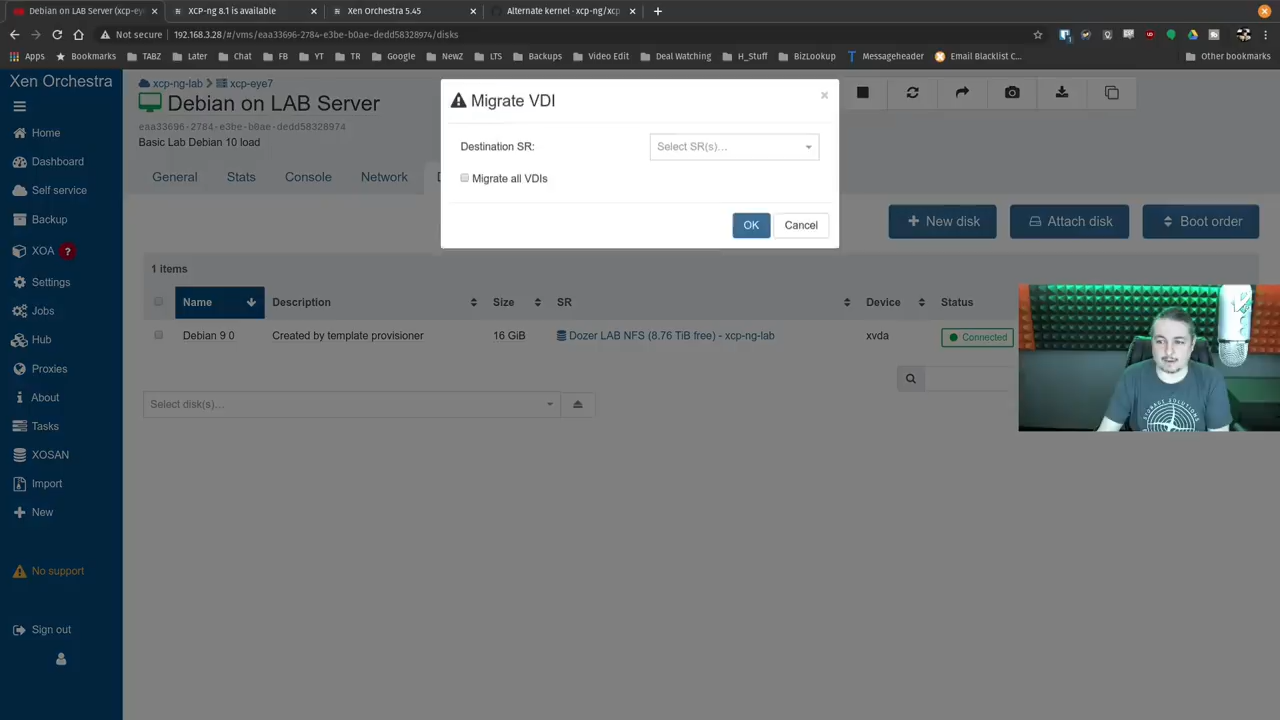 Debian on LAB Server (xcp-ey
XCP-ng 8.1 is available
Xen Orchestra 5.45
Alternate kernel · xcp-ng/xcp
Not secure
192.168.3.28/#/vms/eaa33696-2784-e3be-b0ae-dedd58328974/disks
Apps
Bookmarks
TABZ
Later
Chat
FB
YT
TR
Google
NewZ
LTS
Backups
Video Edit
Deal Watching
H_Stuff
BizLookup
Messageheader
Email Blacklist C...
Other bookmarks
Xen Orchestra
Home
Dashboard
Self service
Backup
XOA ?
Settings
Jobs
Hub
Proxies
About
Tasks
XOSAN
Import
New
No support
Sign out
xcp-ng-lab
xcp-eye7
Debian on LAB Server
eaa33696-2784-e3be-b0ae-dedd58328974
Basic Lab Debian 10 load
General
Stats
Console
Network
D
Migrate VDI
×
Destination SR:
Select SR(s)...
Migrate all VDIs
OK
Cancel
New disk
Attach disk
Boot order
1 items
Name
Description
Size
SR
Device
Status
Debian 9 0
Created by template provisioner
16 GiB
Dozer LAB NFS (8.76 TiB free) - xcp-ng-lab
xvda
Connected
Select disk(s)...